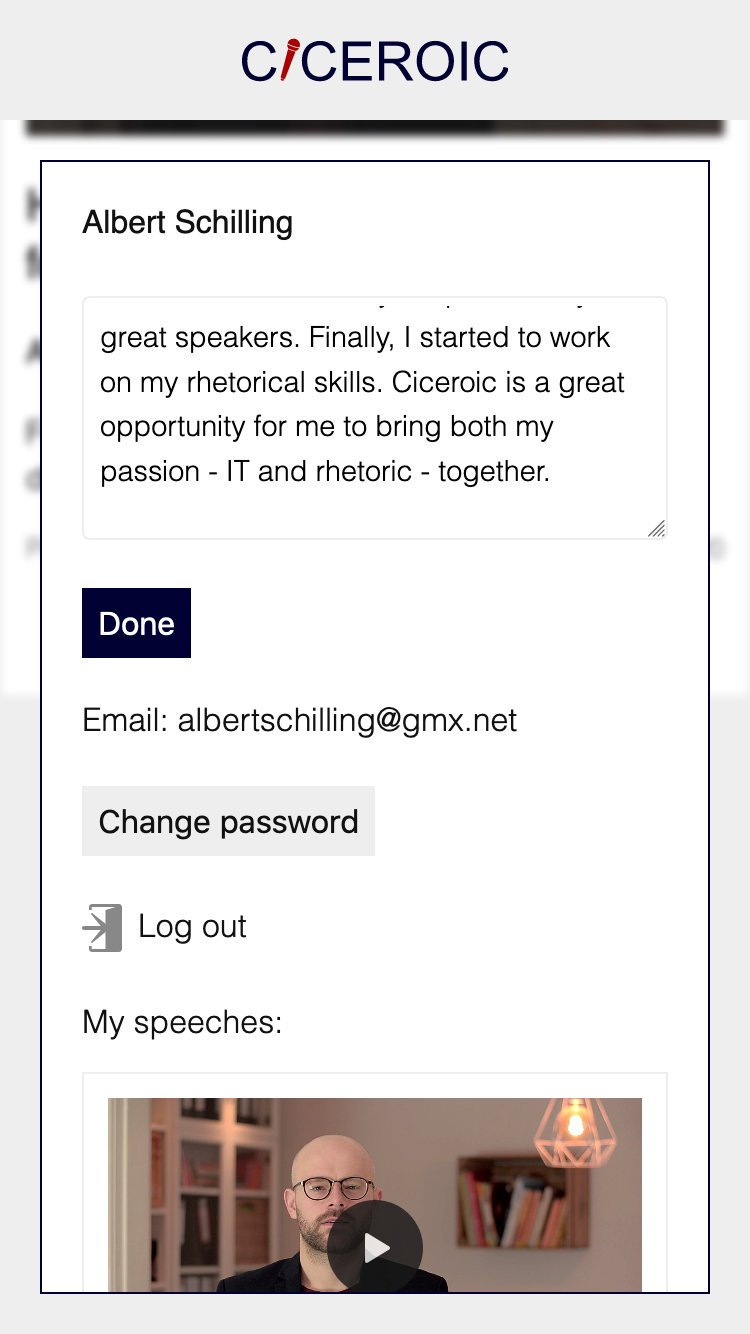 CICEROIC
Albert Schilling
great speakers. Finally, I started to work
on my rhetorical skills. Ciceroic is a great
opportunity for me to bring both my
passion - IT and rhetoric - together.
Done
Email: albertschilling@gmx.net
Change password
Log out
My speeches: